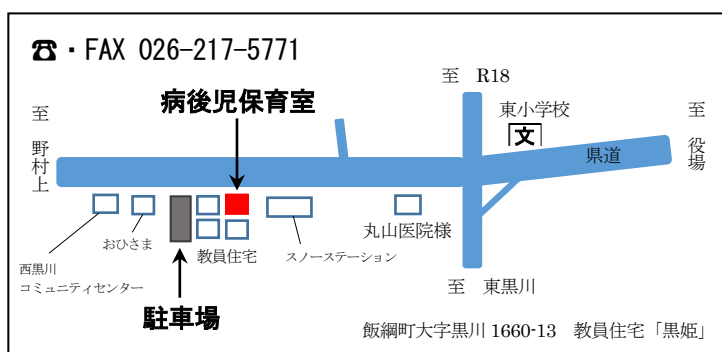 ☎・FAX 026-217-5771
至 R18
病後児保育室
東小学校
至 野村上
至 役場
文
県道
丸山医院様
おひさま
教員住宅
スノーステーション
西黒川
コミュニティセンター
至 東黒川
駐車場
飯綱町大字黒川 1660-13 教員住宅「黒姫」